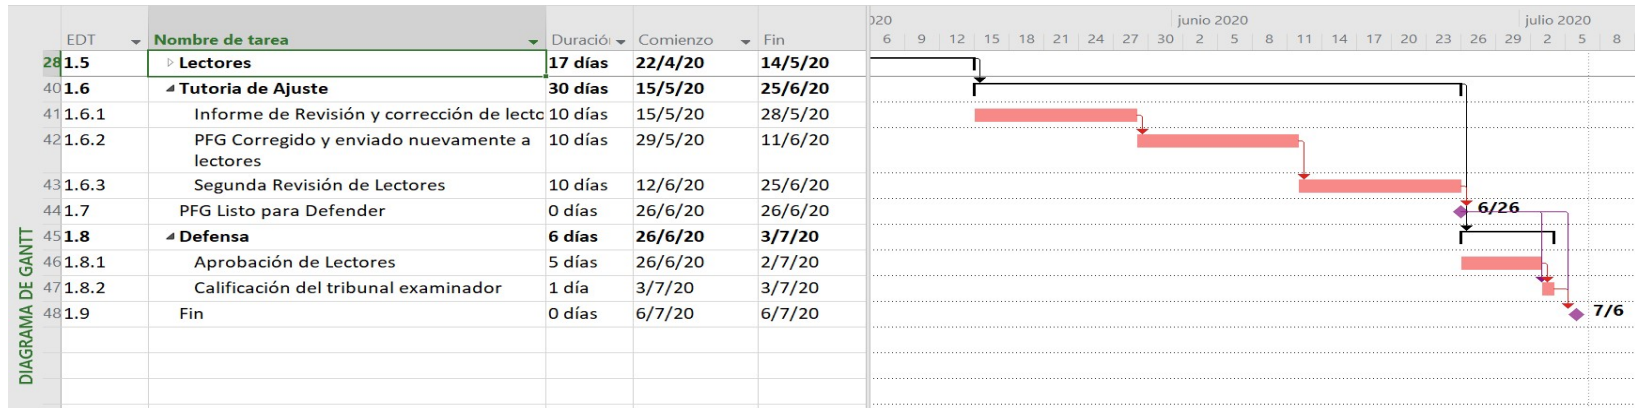 020 junio 2020 julio 2020
EDT Nombre de tarea Duración Comienzo Fin 6 9 12 15 18 21 24 27 30 2 5 8 11 14 17 20 23 26 29 2 5 8
28 1.5 Lectores 17 días 22/4/20 14/5/20
40 1.6 Tutoria de Ajuste 30 días 15/5/20 25/6/20
41 1.6.1 Informe de Revisión y corrección de lecto 10 días 15/5/20 28/5/20
42 1.6.2 PFG Corregido y enviado nuevamente a 10 días 29/5/20 11/6/20
lectores
43 1.6.3 Segunda Revisión de Lectores 10 días 12/6/20 25/6/20
44 1.7 PFG Listo para Defender 0 días 26/6/20 26/6/20 6/26
45 1.8 Defensa 6 días 26/6/20 3/7/20
46 1.8.1 Aprobación de Lectores 5 días 26/6/20 2/7/20
47 1.8.2 Calificación del tribunal examinador 1 día 3/7/20 3/7/20
48 1.9 Fin 0 días 6/7/20 6/7/20 7/6
DIAGRAMA DE GANTT